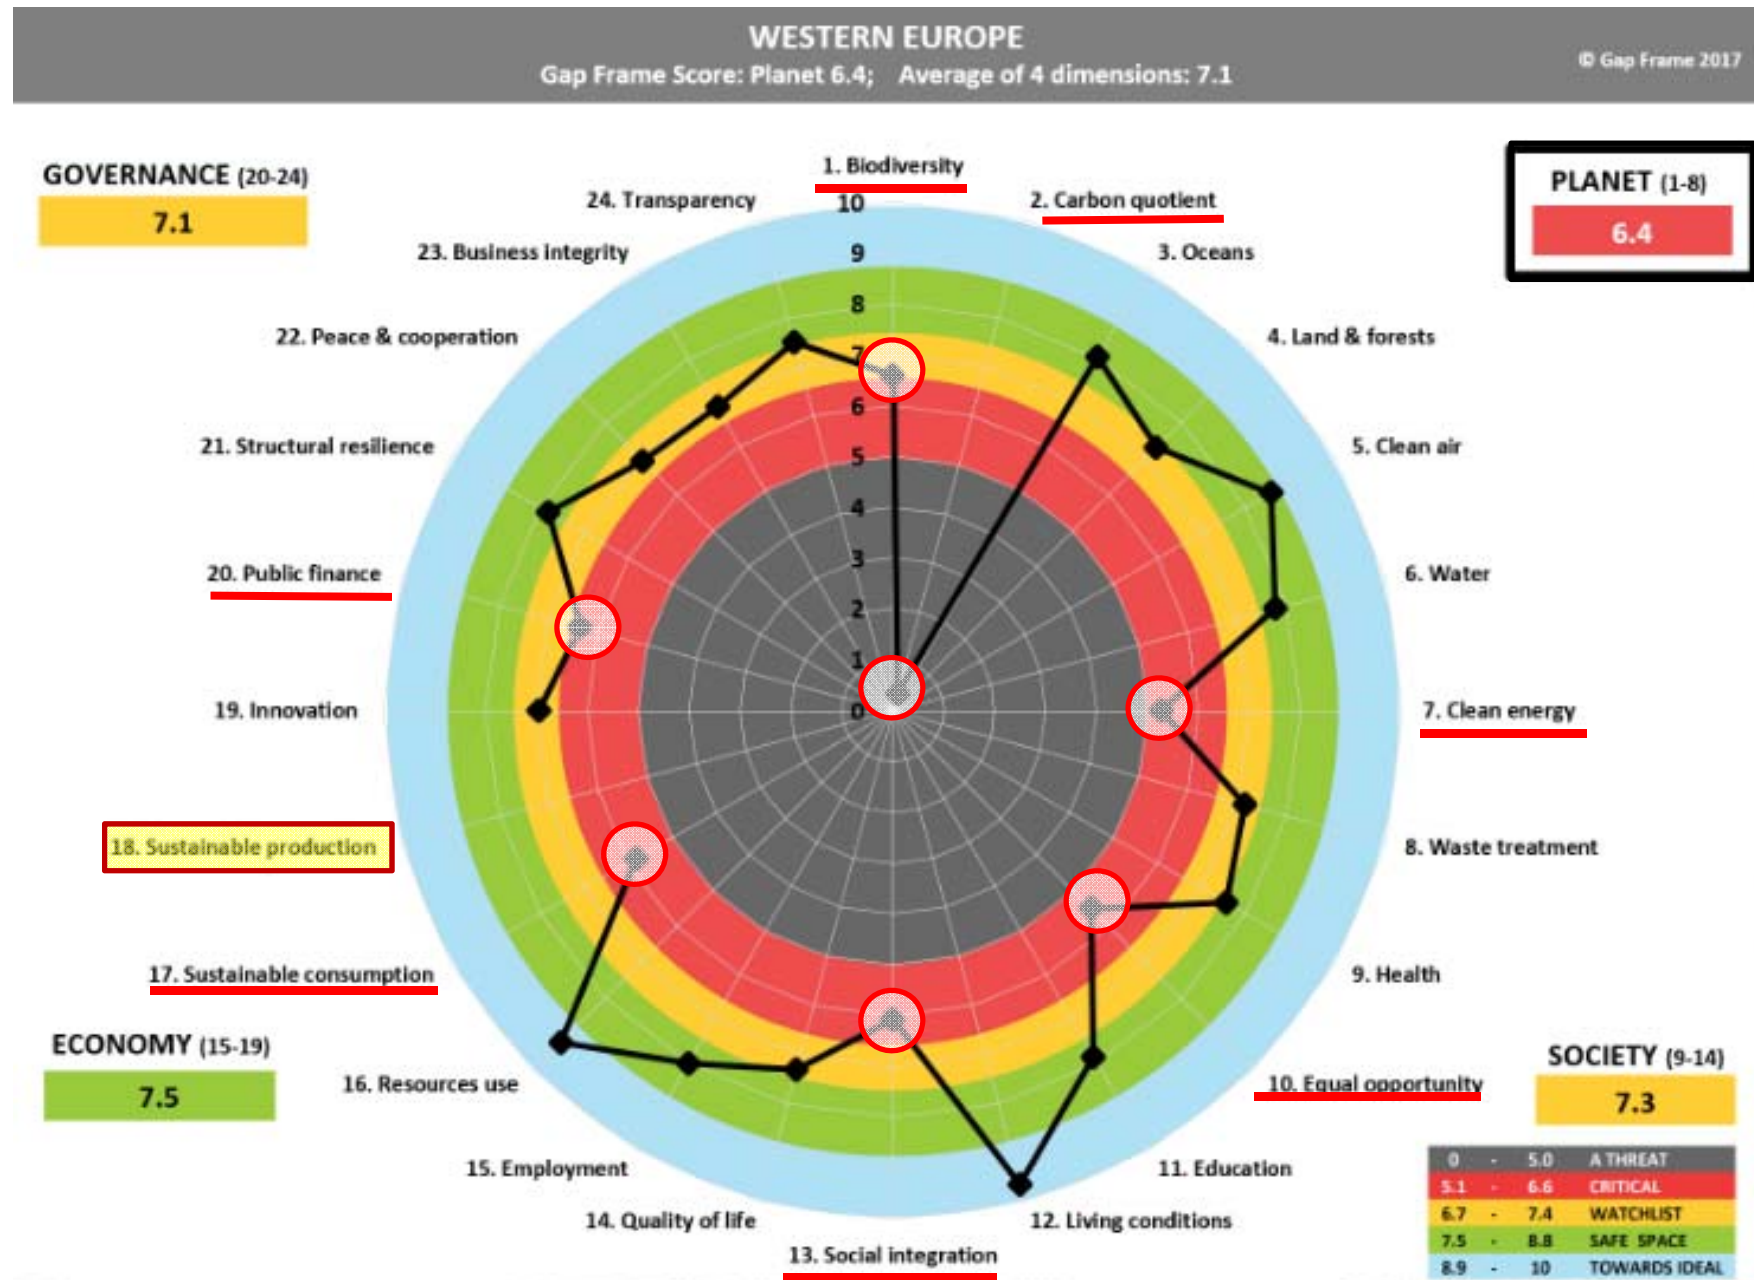 WESTERN EUROPE
Gap Frame Score: Planet 6.4; Average of 4 dimensions: 7.1
© Gap Frame 2017
GOVERNANCE (20-24)
7.1
PLANET (1-8)
6.4
1. Biodiversity
2. Carbon quotient
3. Oceans
4. Land & forests
5. Clean air
6. Water
7. Clean energy
8. Waste treatment
9. Health
10. Equal opportunity
11. Education
12. Living conditions
13. Social integration
14. Quality of life
15. Employment
16. Resources use
17. Sustainable consumption
18. Sustainable production
19. Innovation
20. Public finance
21. Structural resilience
22. Peace & cooperation
23. Business integrity
24. Transparency
10
9
8
7
6
5
4
3
2
1
0
ECONOMY (15-19)
7.5
SOCIETY (9-14)
7.3
0 - 5.0 A THREAT
5.1 - 6.6 CRITICAL
6.7 - 7.4 WATCHLIST
7.5 - 8.8 SAFE SPACE
8.9 - 10 TOWARDS IDEAL